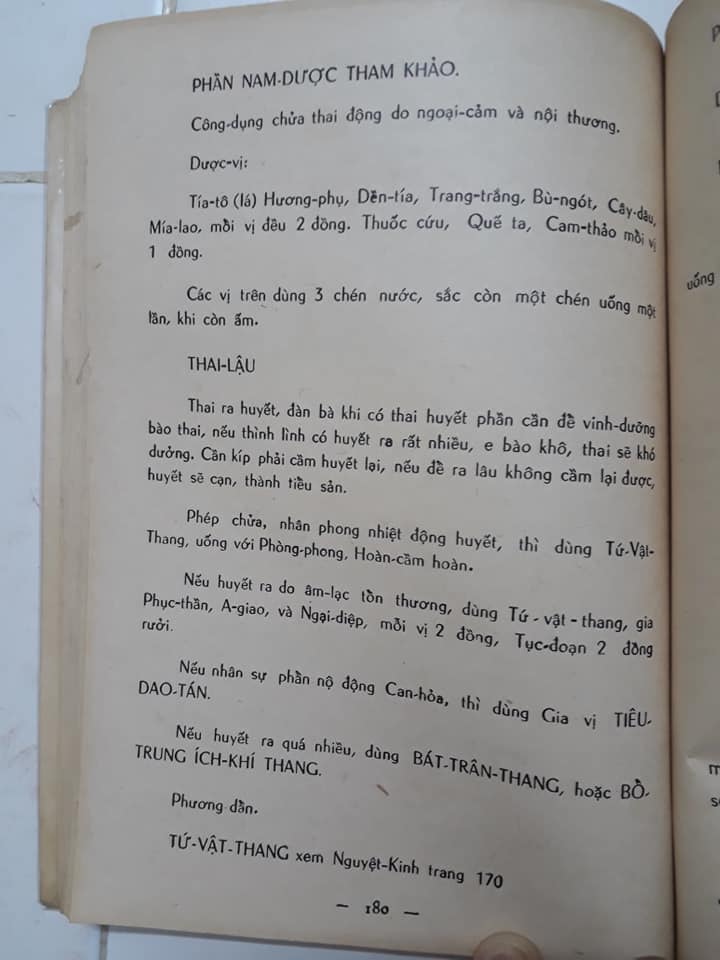 PHẦN NAM-DƯỢC THAM KHẢO.
Công-dụng chửa thai động do ngoại-cảm và nội thương.
Dược-vị:
Tía-tô (lá) Hương-phụ, Dền-tía, Trang-trắng, Bù-ngót, Cây-dâu,
Mía-lao, mỗi vị đều 2 đồng. Thuốc cứu, Quế ta, Cam-thảo mỗi vị
1 đồng.
Các vị trên dùng 3 chén nước, sắc còn một chén uống một
lần, khi còn ấm.
THAI-LẬU
Thai ra huyết, đàn bà khi có thai huyết phần cần để vinh-dưỡng
bào thai, nếu thình lình có huyết ra rất nhiều, e bào khô, thai sẽ khó
dưởng. Cần kíp phải cầm huyết lại, nếu để ra lâu không cầm lại được,
huyết sẽ cạn, thành tiểu sản.
Phép chửa, nhân phong nhiệt động huyết, thì dùng Tứ-Vật-
Thang, uống với Phòng-phong, Hoàn-cầm hoàn.
Nếu huyết ra do âm-lạc tổn thương, dùng Tứ - vật - thang, gia
Phục-thần, A-giao, và Ngại-diệp, mỗi vị 2 đồng, Tục-đoạn 2 đồng
rưởi.
Nếu nhân sự phẩn nộ động Can-hỏa, thì dùng Gia vị TIÊU-
DAO-TÁN.
Nếu huyết ra quá nhiều, dùng BÁT-TRÂN-THANG, hoặc BỔ-
TRUNG ÍCH-KHÍ THANG.
Phương dẫn.
TỨ-VẬT-THANG xem Nguyệt-Kinh trang 170
— 180 —
uống